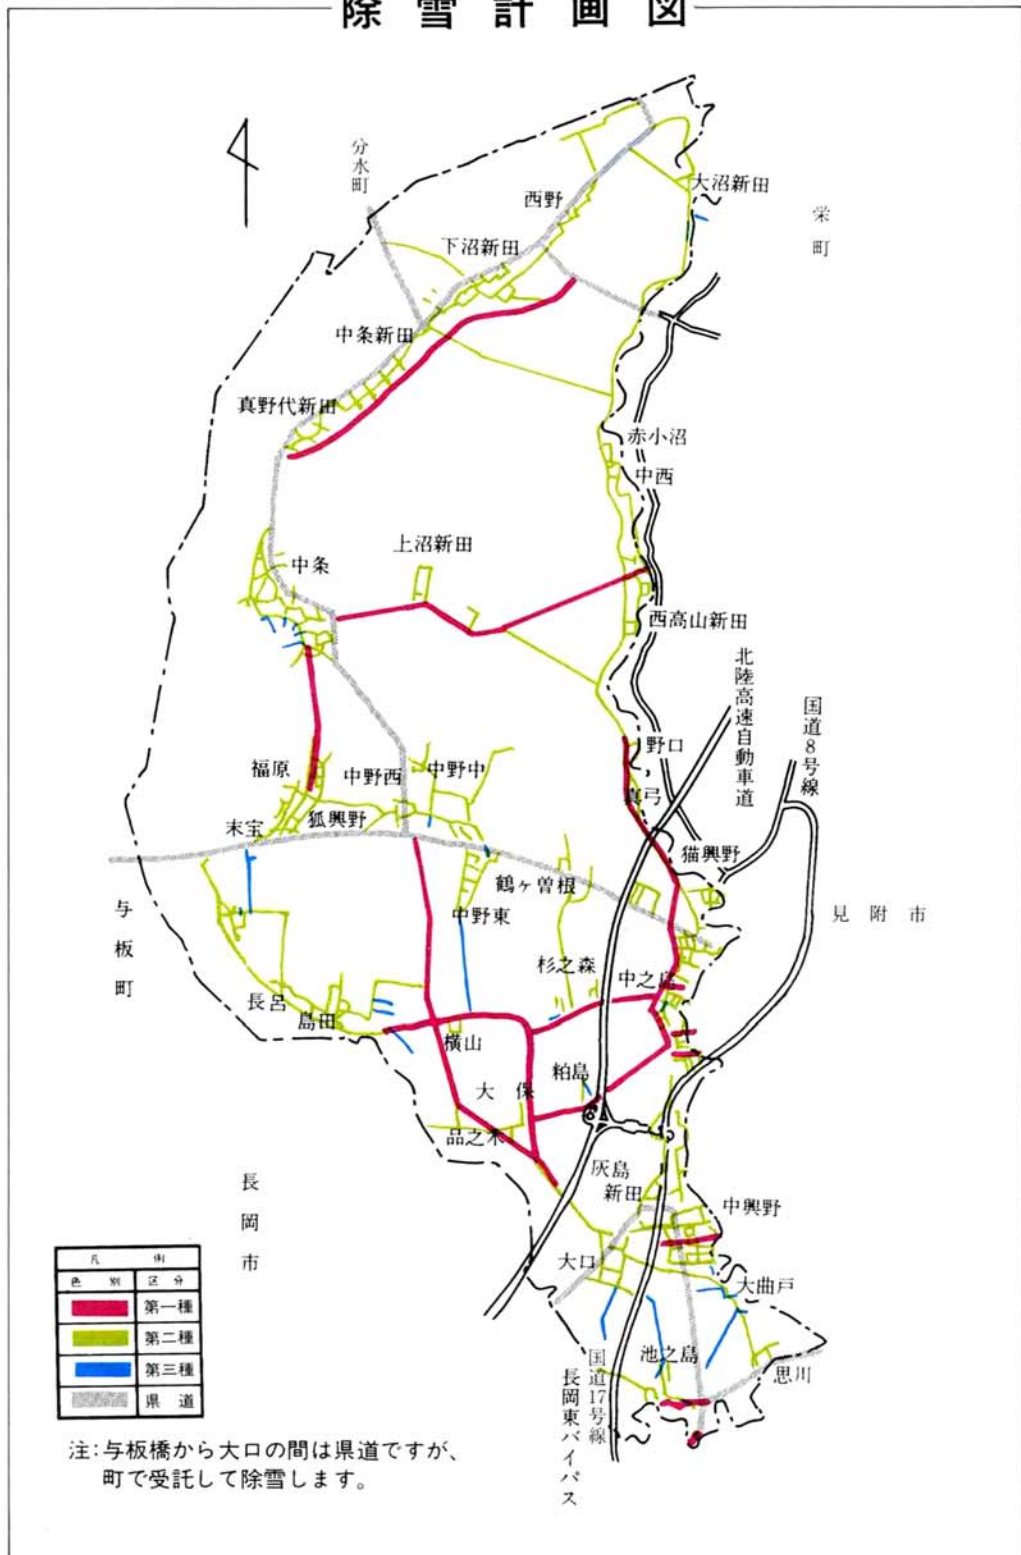 除雪計画図
分水町
大沼新田
西野
栄町
下沼新田
中条新田
真野代新田
赤小沼
中西
上沼新田
中条
西高山新田
北陸高速自動車道
国道8号線
野口
福原
中野西
中野中
真弓
狐興野
末宝
猫興野
鶴ヶ曽根
中野東
与板町
見附市
杉之森
中之島
長呂
島田
横山
粕島
大保
品之木
灰島
新田
長岡市
中興野
大口
大曲戸
池之島
思川
国道17号線
長岡東バイパス
凡例
色別 区分
第一種
第二種
第三種
県道
注:与板橋から大口の間は県道ですが、
町で受託して除雪します。